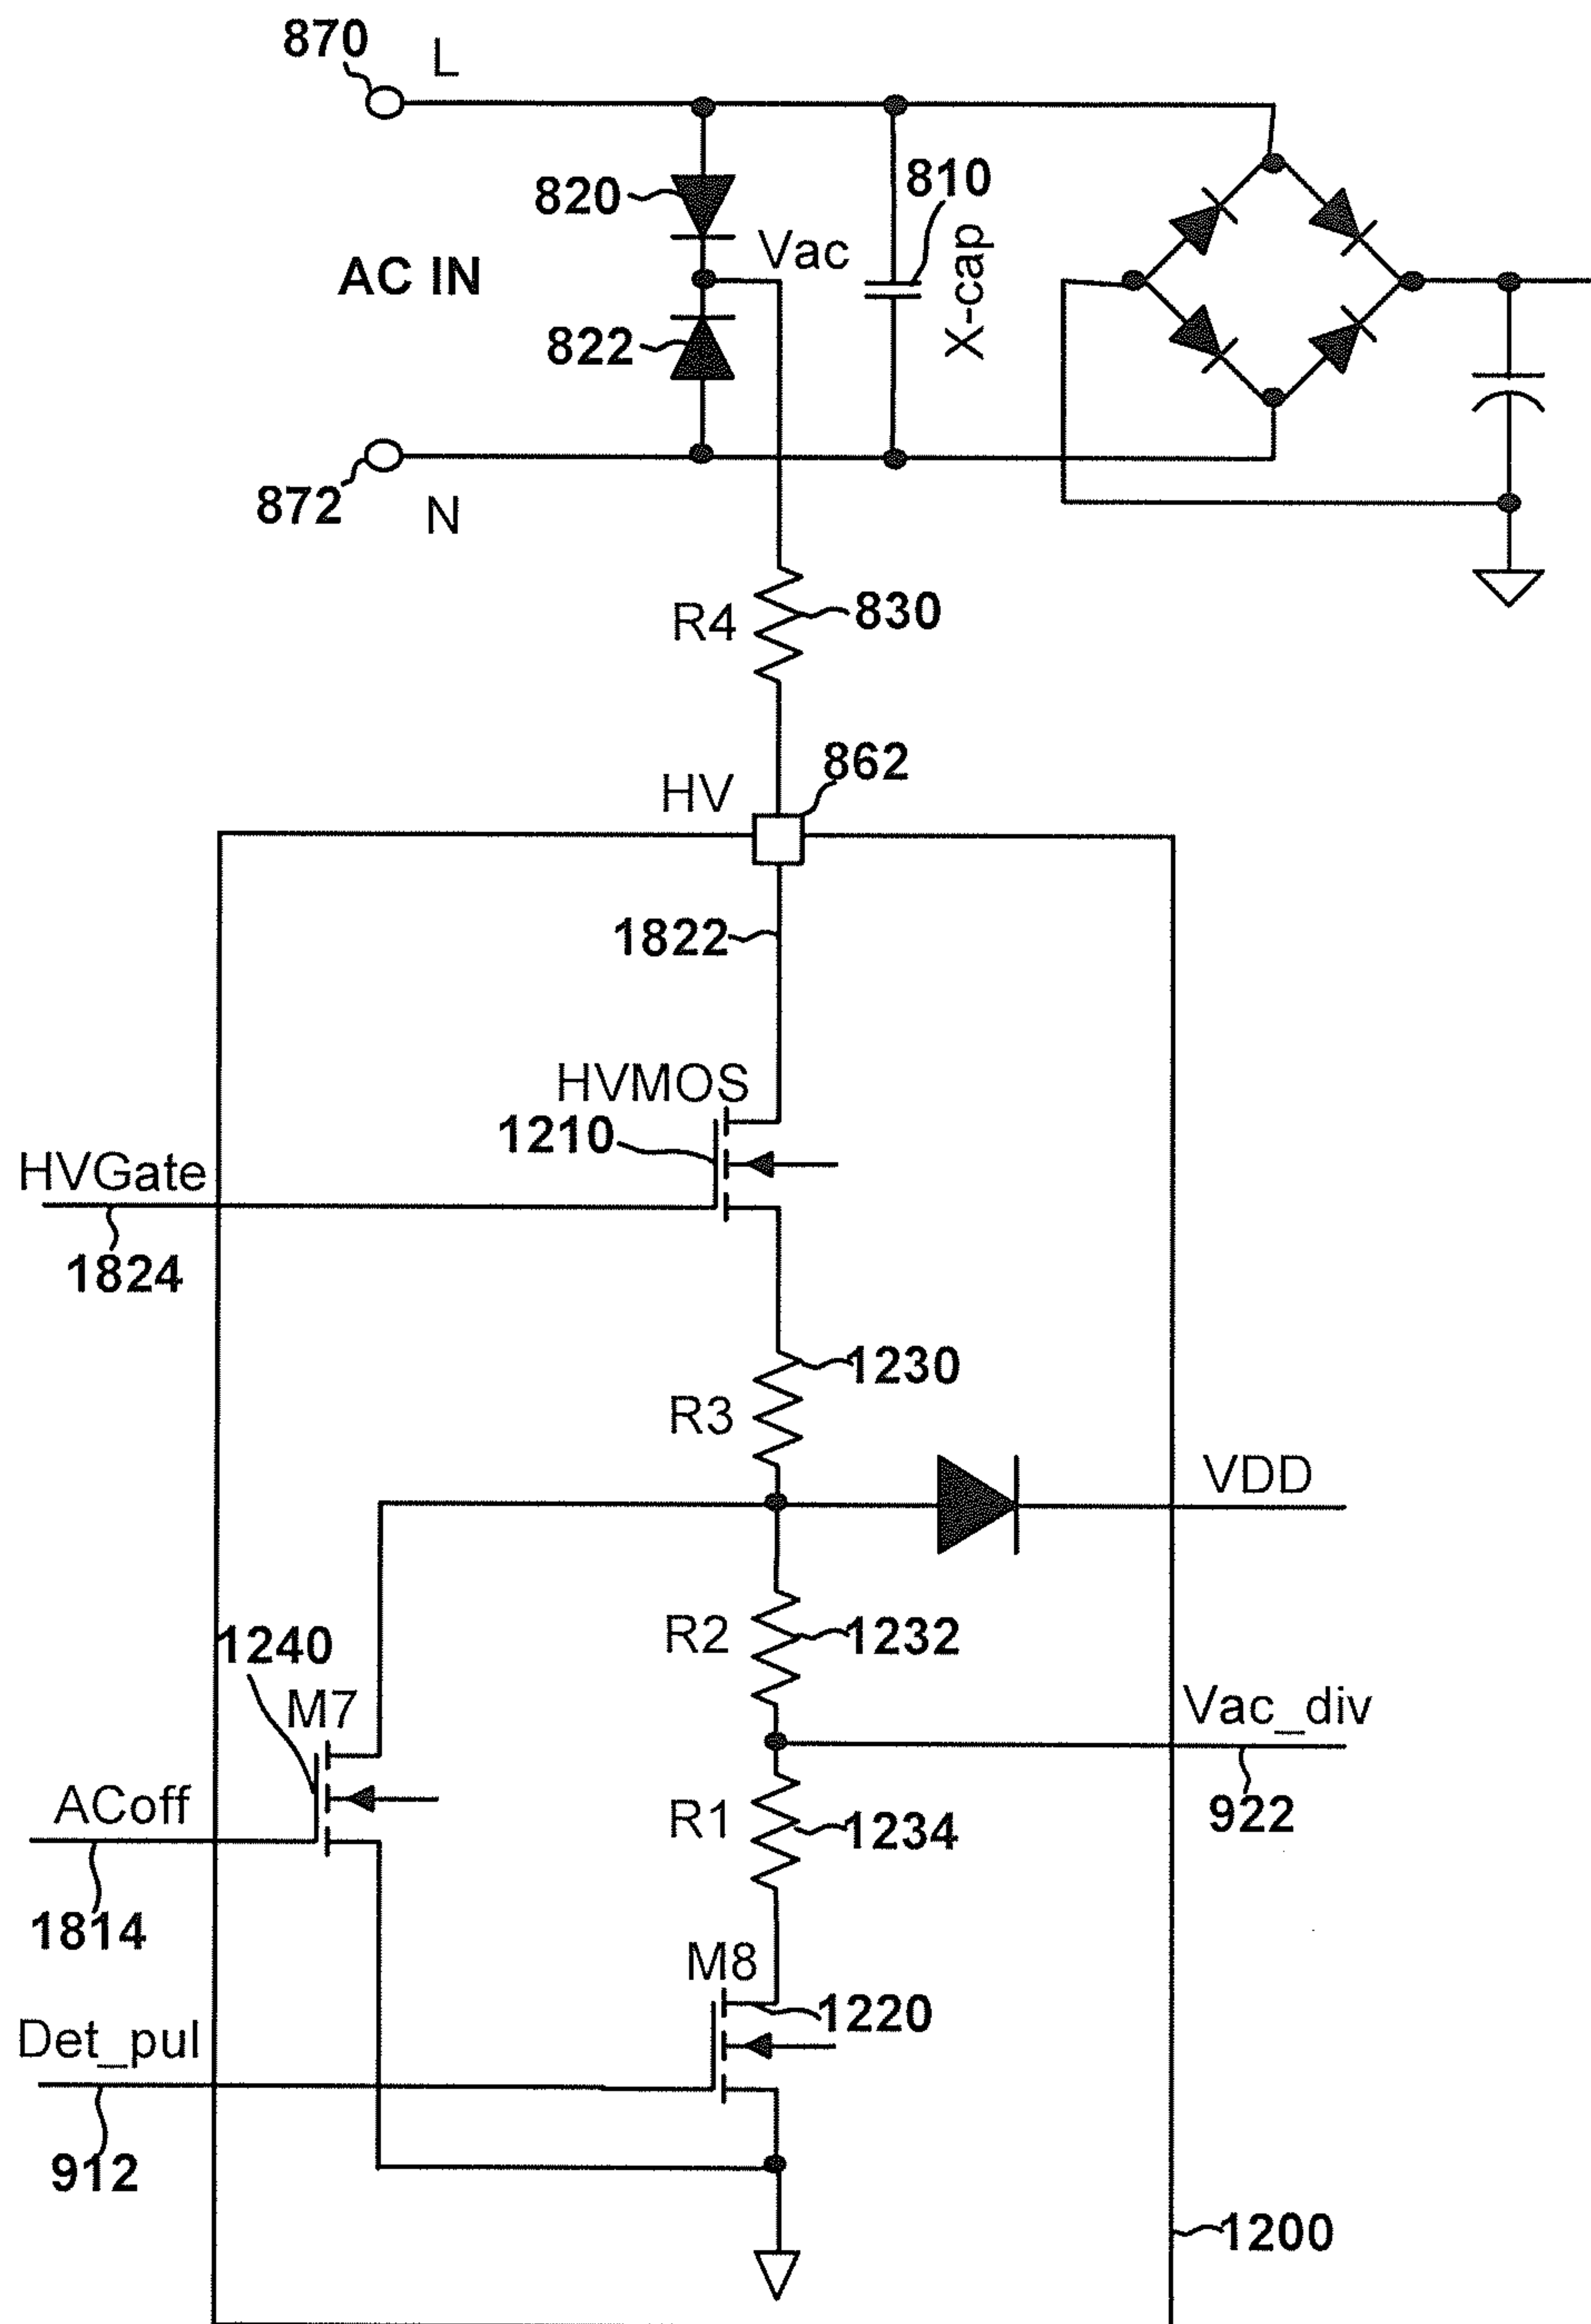 870
L
820
810
Vac
X-cap
AC IN
822
872
N
R4
830
HV
862
1822
HVMOS
1210
HVGate
1824
1230
R3
VDD
R2
1232
1240
M7
Vac_div
ACoff
R1
1234
922
1814
M8
1220
Det_pul
912
1200